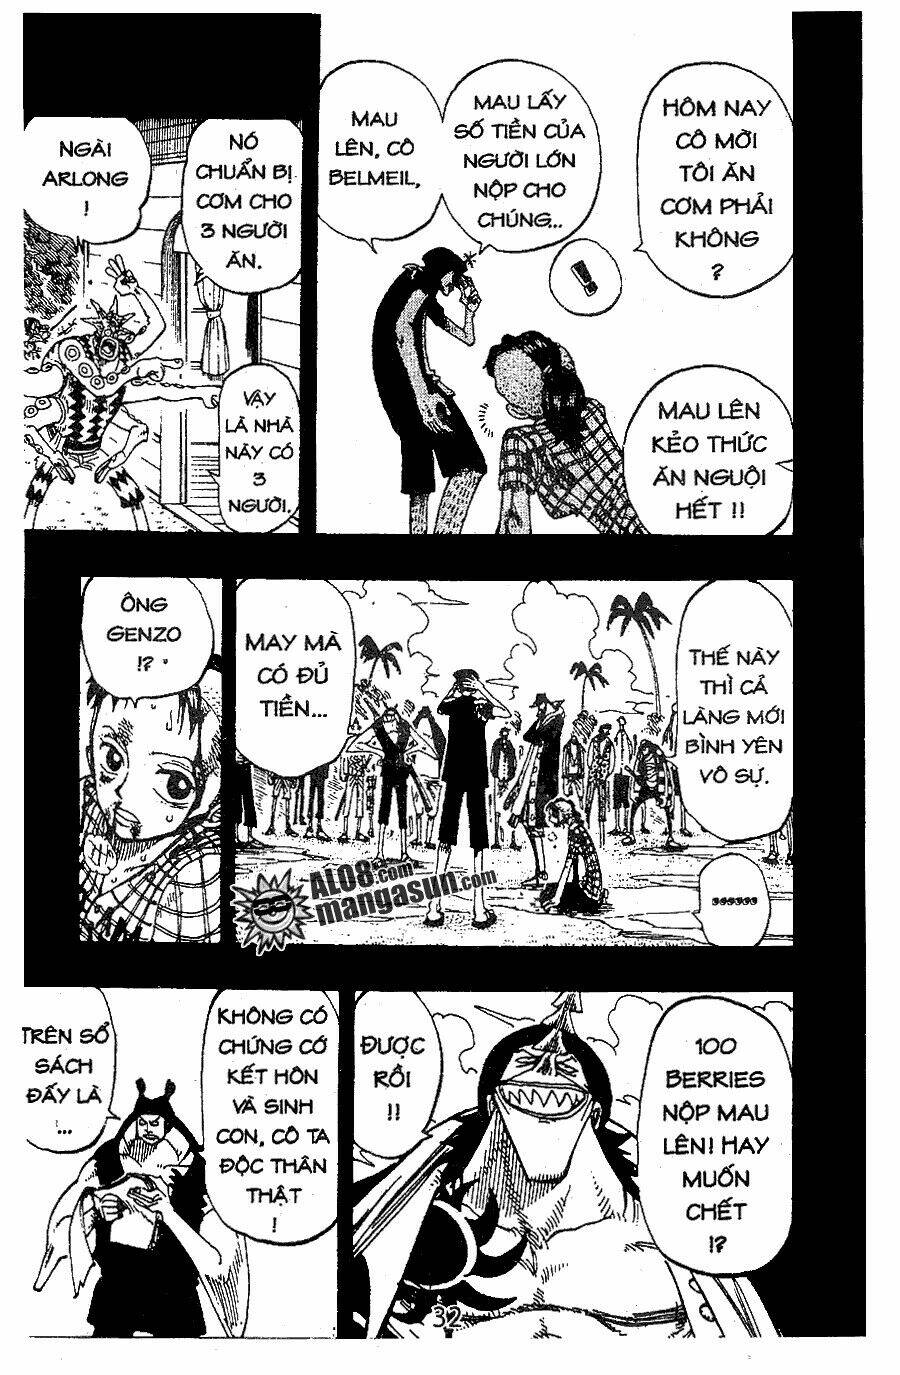 HÔM NAY
CÔ MỜI
TÔI ĂN
CƠM PHẢI
KHÔNG
?
MAU LẤY
SỐ TIỀN CỦA
NGƯỜI LỚN
NỘP CHO
CHÚNG...
MAU
LÊN, CÔ
BELMEIL,
!
MAU LÊN
KẺO THỨC
ĂN NGUỘI
HẾT !!
NÓ
CHUẨN BỊ
CƠM CHO
3 NGƯỜI
ĂN.
NGÀI
ARLONG
!
VẬY
LÀ NHÀ
NÀY CÓ
3
NGƯỜI.
THẾ NÀY
THÌ CẢ
LÀNG MỚI
BÌNH YÊN
VÔ SỰ.
MAY MÀ
CÓ ĐỦ
TIỀN...
......
ÔNG
GENZO
!?
AL08.com
mangasun.com
100
BERRIES
NỘP MAU
LÊN! HAY
MUỐN
CHẾT
!?
ĐƯỢC
RỒI
!!
KHÔNG CÓ
CHỨNG CỚ
KẾT HÔN
VÀ SINH
CON, CÔ TA
ĐỘC THÂN
THẬT
!
TRÊN SỔ
SÁCH
ĐẤY LÀ
...
32